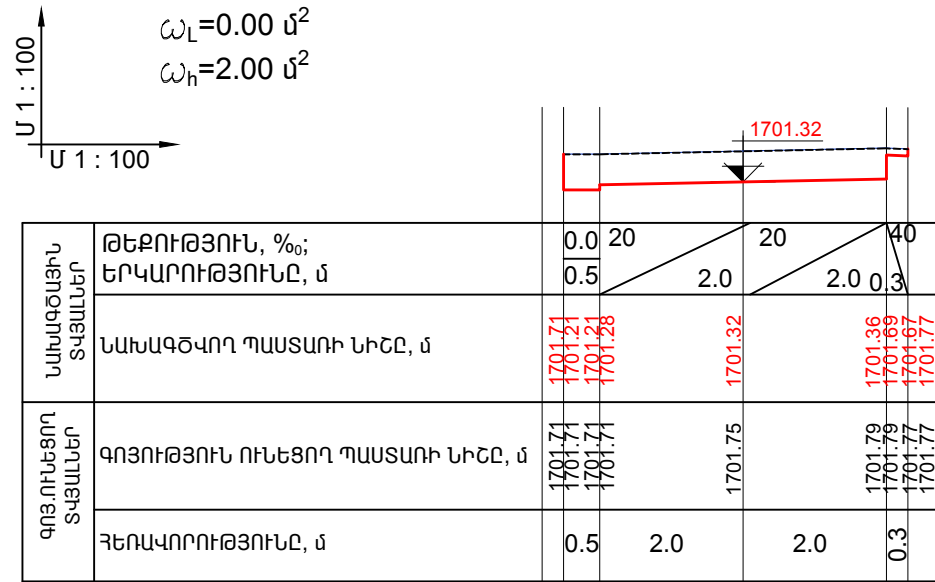 ω_L=0.00 մ²
ω_h=2.00 մ²
Մ 1 : 100
Մ 1 : 100
1701.32
ՆԱԽԱԳԾԱՅԻՆ
ՏՎՅԱԼՆԵՐ
ԹԵՔՈՒԹՅՈՒՆ, %₀;
ԵՐԿԱՐՈՒԹՅՈՒՆԸ, մ
0.0 20 20 40
0.5 2.0 2.0 0.3
ՆԱԽԱԳԾՎՈՂ ՊԱՍՏԱՌԻ ՆԻՇԸ, մ
1701.71 1701.21 1701.21 1701.28 1701.32 1701.36 1701.69 1701.67 1701.77
ԳՈՅ.ՈՒՆԵՑՈՂ
ՏՎՅԱԼՆԵՐ
ԳՈՅՈՒԹՅՈՒՆ ՈՒՆԵՑՈՂ ՊԱՍՏԱՌԻ ՆԻՇԸ, մ
1701.71 1701.71 1701.71 1701.71 1701.75 1701.79 1701.79 1701.77 1701.77
ՀԵՌԱՎՈՐՈՒԹՅՈՒՆԸ, մ
0.5 2.0 2.0 0.3